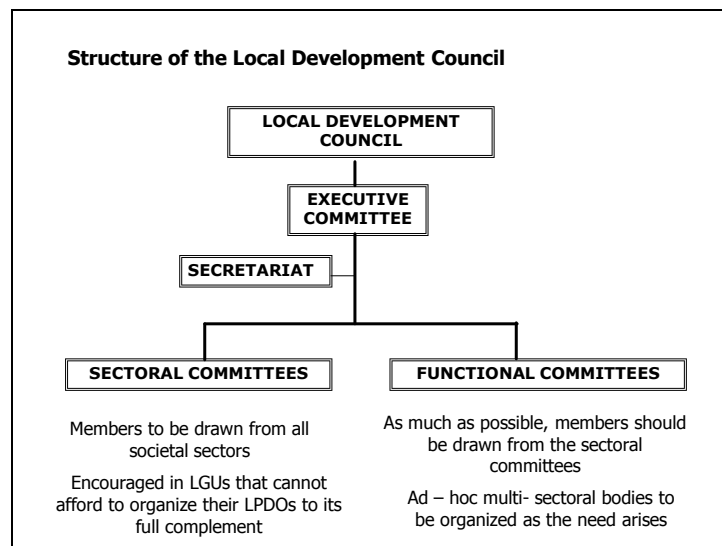 Structure of the Local Development Council
LOCAL DEVELOPMENT
COUNCIL
EXECUTIVE
COMMITTEE
SECRETARIAT
SECTORAL COMMITTEES
Members to be drawn from all
societal sectors
Encouraged in LGUs that cannot
afford to organize their LPDOs to its
full complement
FUNCTIONAL COMMITTEES
As much as possible, members should
be drawn from the sectoral
committees
Ad – hoc multi- sectoral bodies to
be organized as the need arises